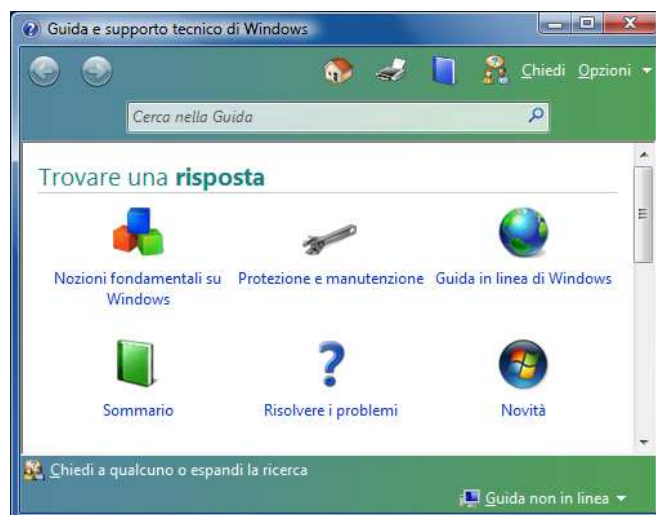 Guida e supporto tecnico di Windows
Chiedi Opzioni
Cerca nella Guida
Trovare una risposta
Nozioni fondamentali su Windows
Protezione e manutenzione
Guida in linea di Windows
Sommario
Risolvere i problemi
Novità
Chiedi a qualcuno o espandi la ricerca
Guida non in linea